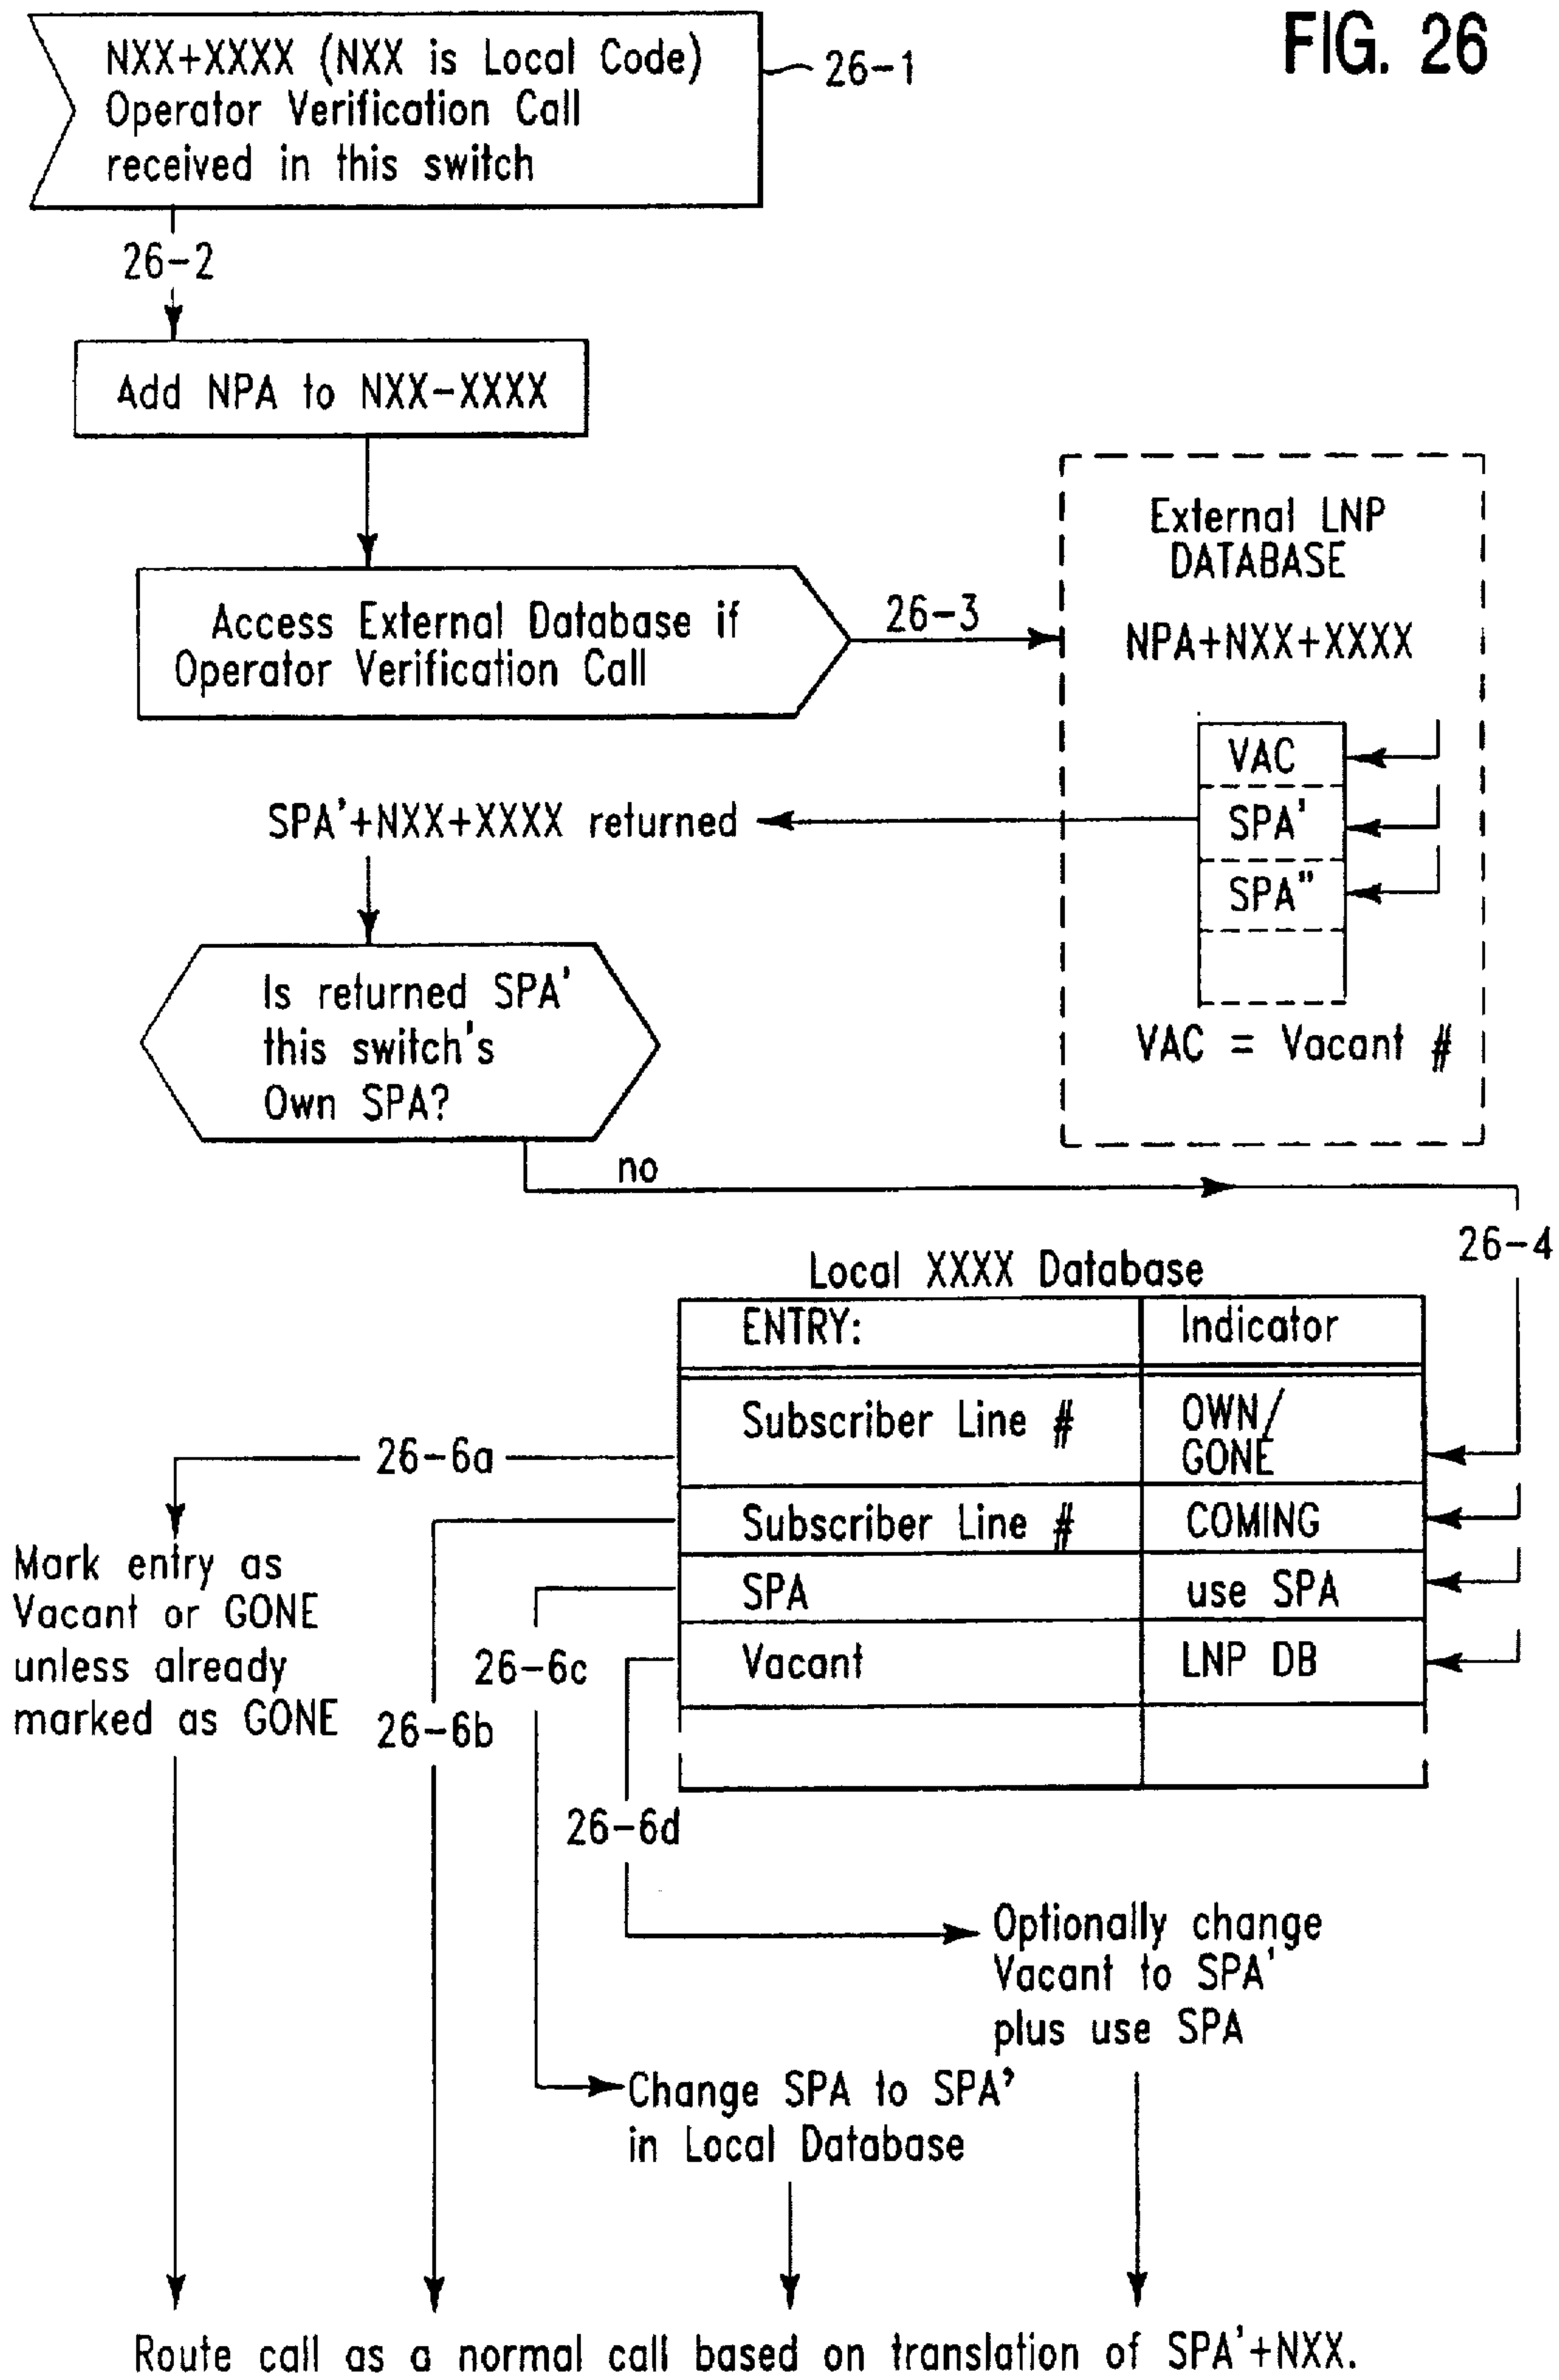 FIG. 26
NXX+XXXX (NXX is Local Code)
Operator Verification Call
received in this switch
26-1
26-2
Add NPA to NXX-XXXX
Access External Database if
Operator Verification Call
26-3
External LNP
DATABASE
NPA+NXX+XXXX
VAC
SPA'
SPA"
VAC = Vacant #
SPA'+NXX+XXXX returned
Is returned SPA'
this switch's
Own SPA?
no
26-4
Local XXXX Database
ENTRY: Indicator
Subscriber Line # OWN/
GONE
Subscriber Line # COMING
SPA use SPA
Vacant LNP DB
26-6a
Mark entry as
Vacant or GONE
unless already
marked as GONE
26-6b
26-6c
26-6d
Optionally change
Vacant to SPA'
plus use SPA
Change SPA to SPA'
in Local Database
Route call as a normal call based on translation of SPA'+NXX.